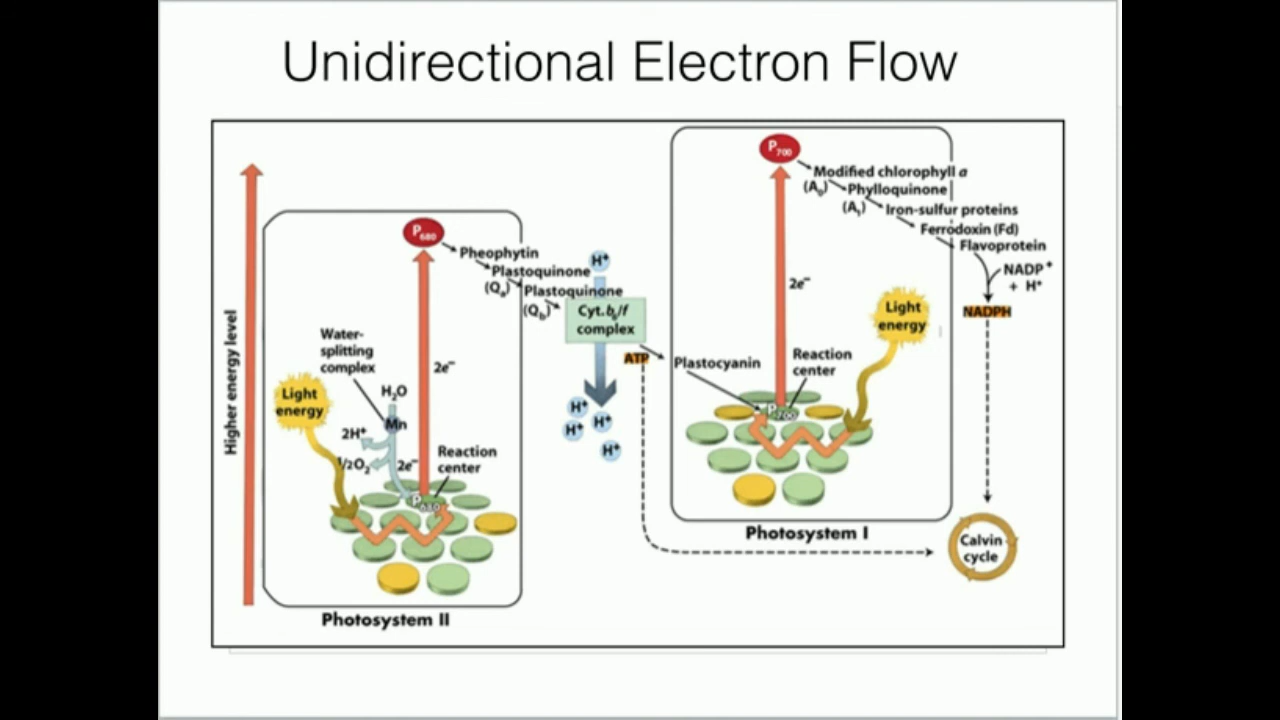 Unidirectional Electron Flow
Higher energy level
P680
Pheophytin
Plastoquinone
(Qa)
Plastoquinone
(Qb)
H+
Cyt. b6/f
complex
ATP
H+
H+
H+
H+
Water-
splitting
complex
Light
energy
H2O
Mn
2H+
1/2O2
2e−
2e−
Reaction
center
P680
Photosystem II
P700
Modified chlorophyll a
(A0)
Phylloquinone
(A1)
Iron-sulfur proteins
Ferrodoxin (Fd)
Flavoprotein
NADP+
+ H+
NADPH
2e−
Light
energy
Plastocyanin
Reaction
center
P700
Photosystem I
Calvin
cycle